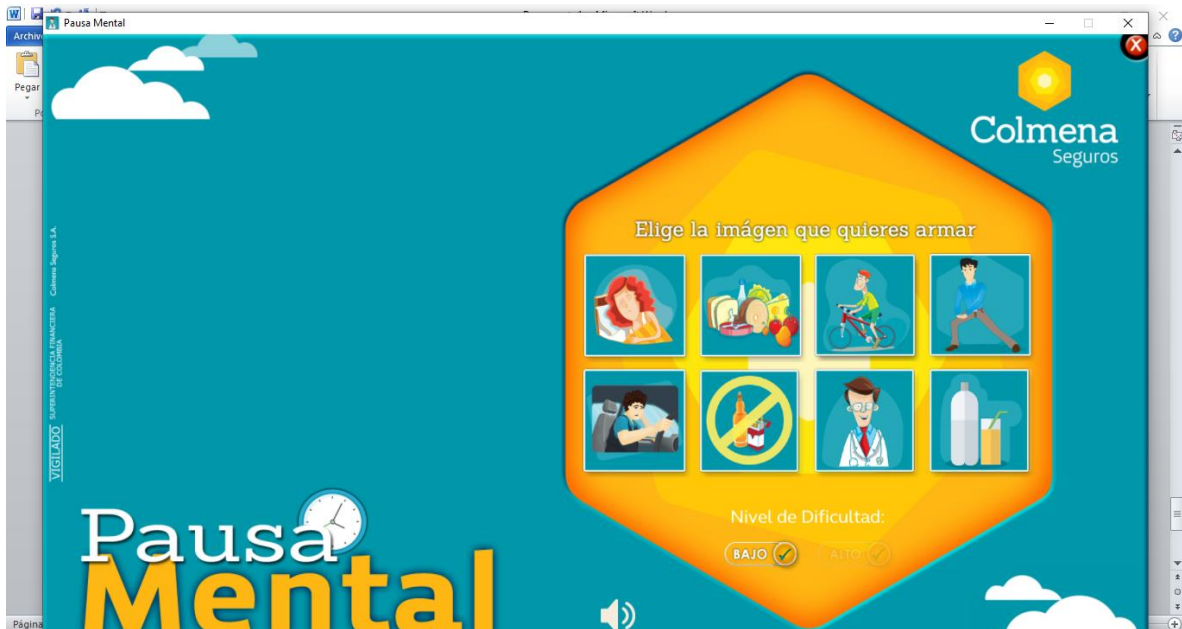 Pausa Mental
Archivo
Pegar
Colmena
Seguros
Elige la imágen que quieres armar
Nivel de Dificultad:
BAJO
ALTO
VIGILADO SUPERINTENDENCIA FINANCIERA DE COLOMBIA Colmena Seguros S.A.
Pausa
Mental
Página